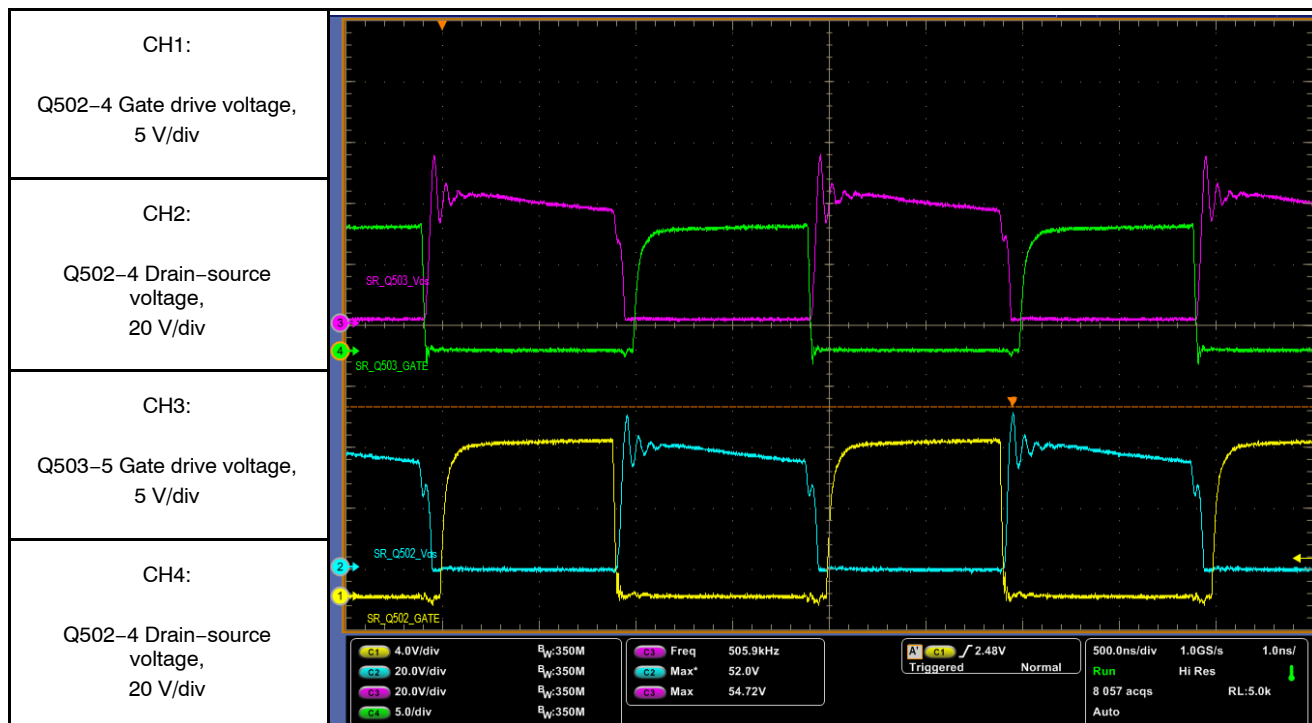 CH1:
Q502−4 Gate drive voltage,
5 V/div
CH2:
Q502−4 Drain−source
voltage,
20 V/div
CH3:
Q503−5 Gate drive voltage,
5 V/div
CH4:
Q502−4 Drain−source
voltage,
20 V/div
SR_Q503_Vds
3
4
SR_Q503_GATE
SR_Q502_Vds
2
1
SR_Q502_GATE
C1 4.0V/div BW:350M
C2 20.0V/div BW:350M
C3 20.0V/div BW:350M
C4 5.0/div BW:350M
C3 Freq 505.9kHz
C2 Max* 52.0V
C3 Max 54.72V
A' C1 2.48V
Triggered Normal
500.0ns/div 1.0GS/s 1.0ns/
Run Hi Res
8 057 acqs RL:5.0k
Auto